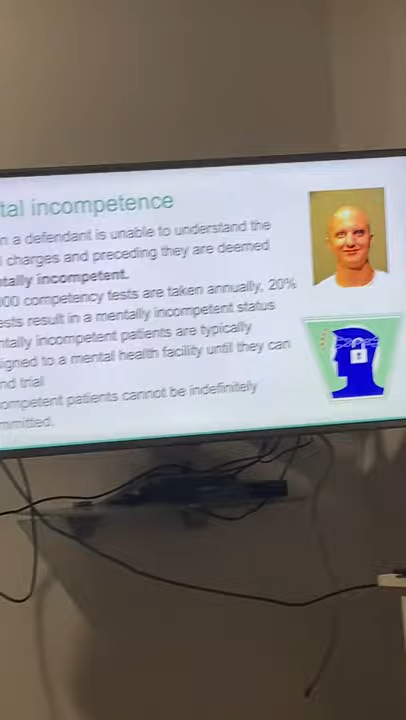 tal incompetence
n a defendant is unable to understand the
l charges and preceding they are deemed
ntally incompetent.
000 competency tests are taken annually, 20%
ests result in a mentally incompetent status
ntally incompetent patients are typically
igned to a mental health facility until they can
nd trial
ompetent patients cannot be indefinitely
mmitted.